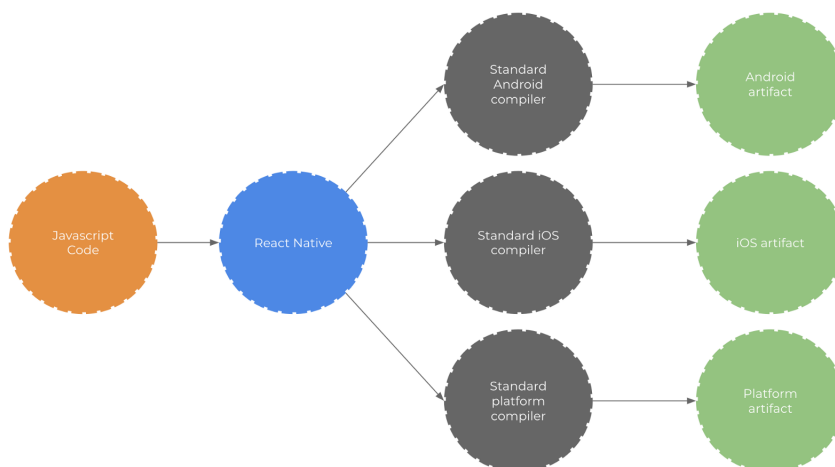 Javascript
Code
React Native
Standard
Android
compiler
Android
artifact
Standard iOS
compiler
iOS artifact
Standard
platform
compiler
Platform
artifact